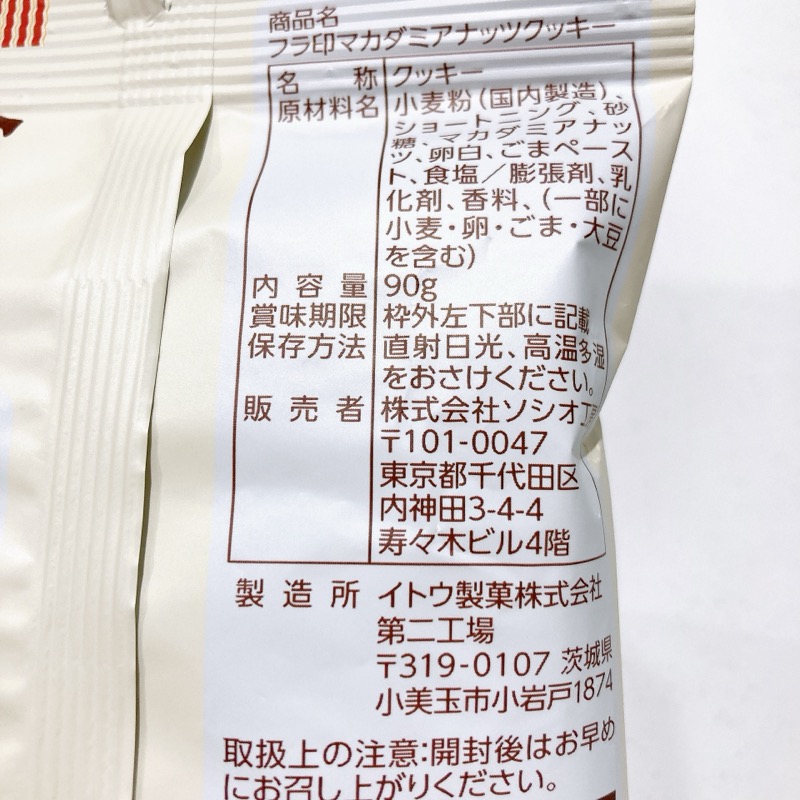 商品名
フラ印マカダミアナッツクッキー
名称 クッキー
原材料名 小麦粉(国内製造)、
ショートニング、砂
糖、マカダミアナッ
ツ、卵白、ごまペース
ト、食塩/膨張剤、乳
化剤、香料、(一部に
小麦・卵・ごま・大豆
を含む)
内容量 90g
賞味期限 枠外左下部に記載
保存方法 直射日光、高温多湿
をおさけください。
販売者 株式会社ソシオ工房
〒101-0047
東京都千代田区
内神田3-4-4
寿々木ビル4階
製造所 イトウ製菓株式会社
第二工場
〒319-0107 茨城県
小美玉市小岩戸1874
取扱上の注意:開封後はお早め
にお召し上がりください。